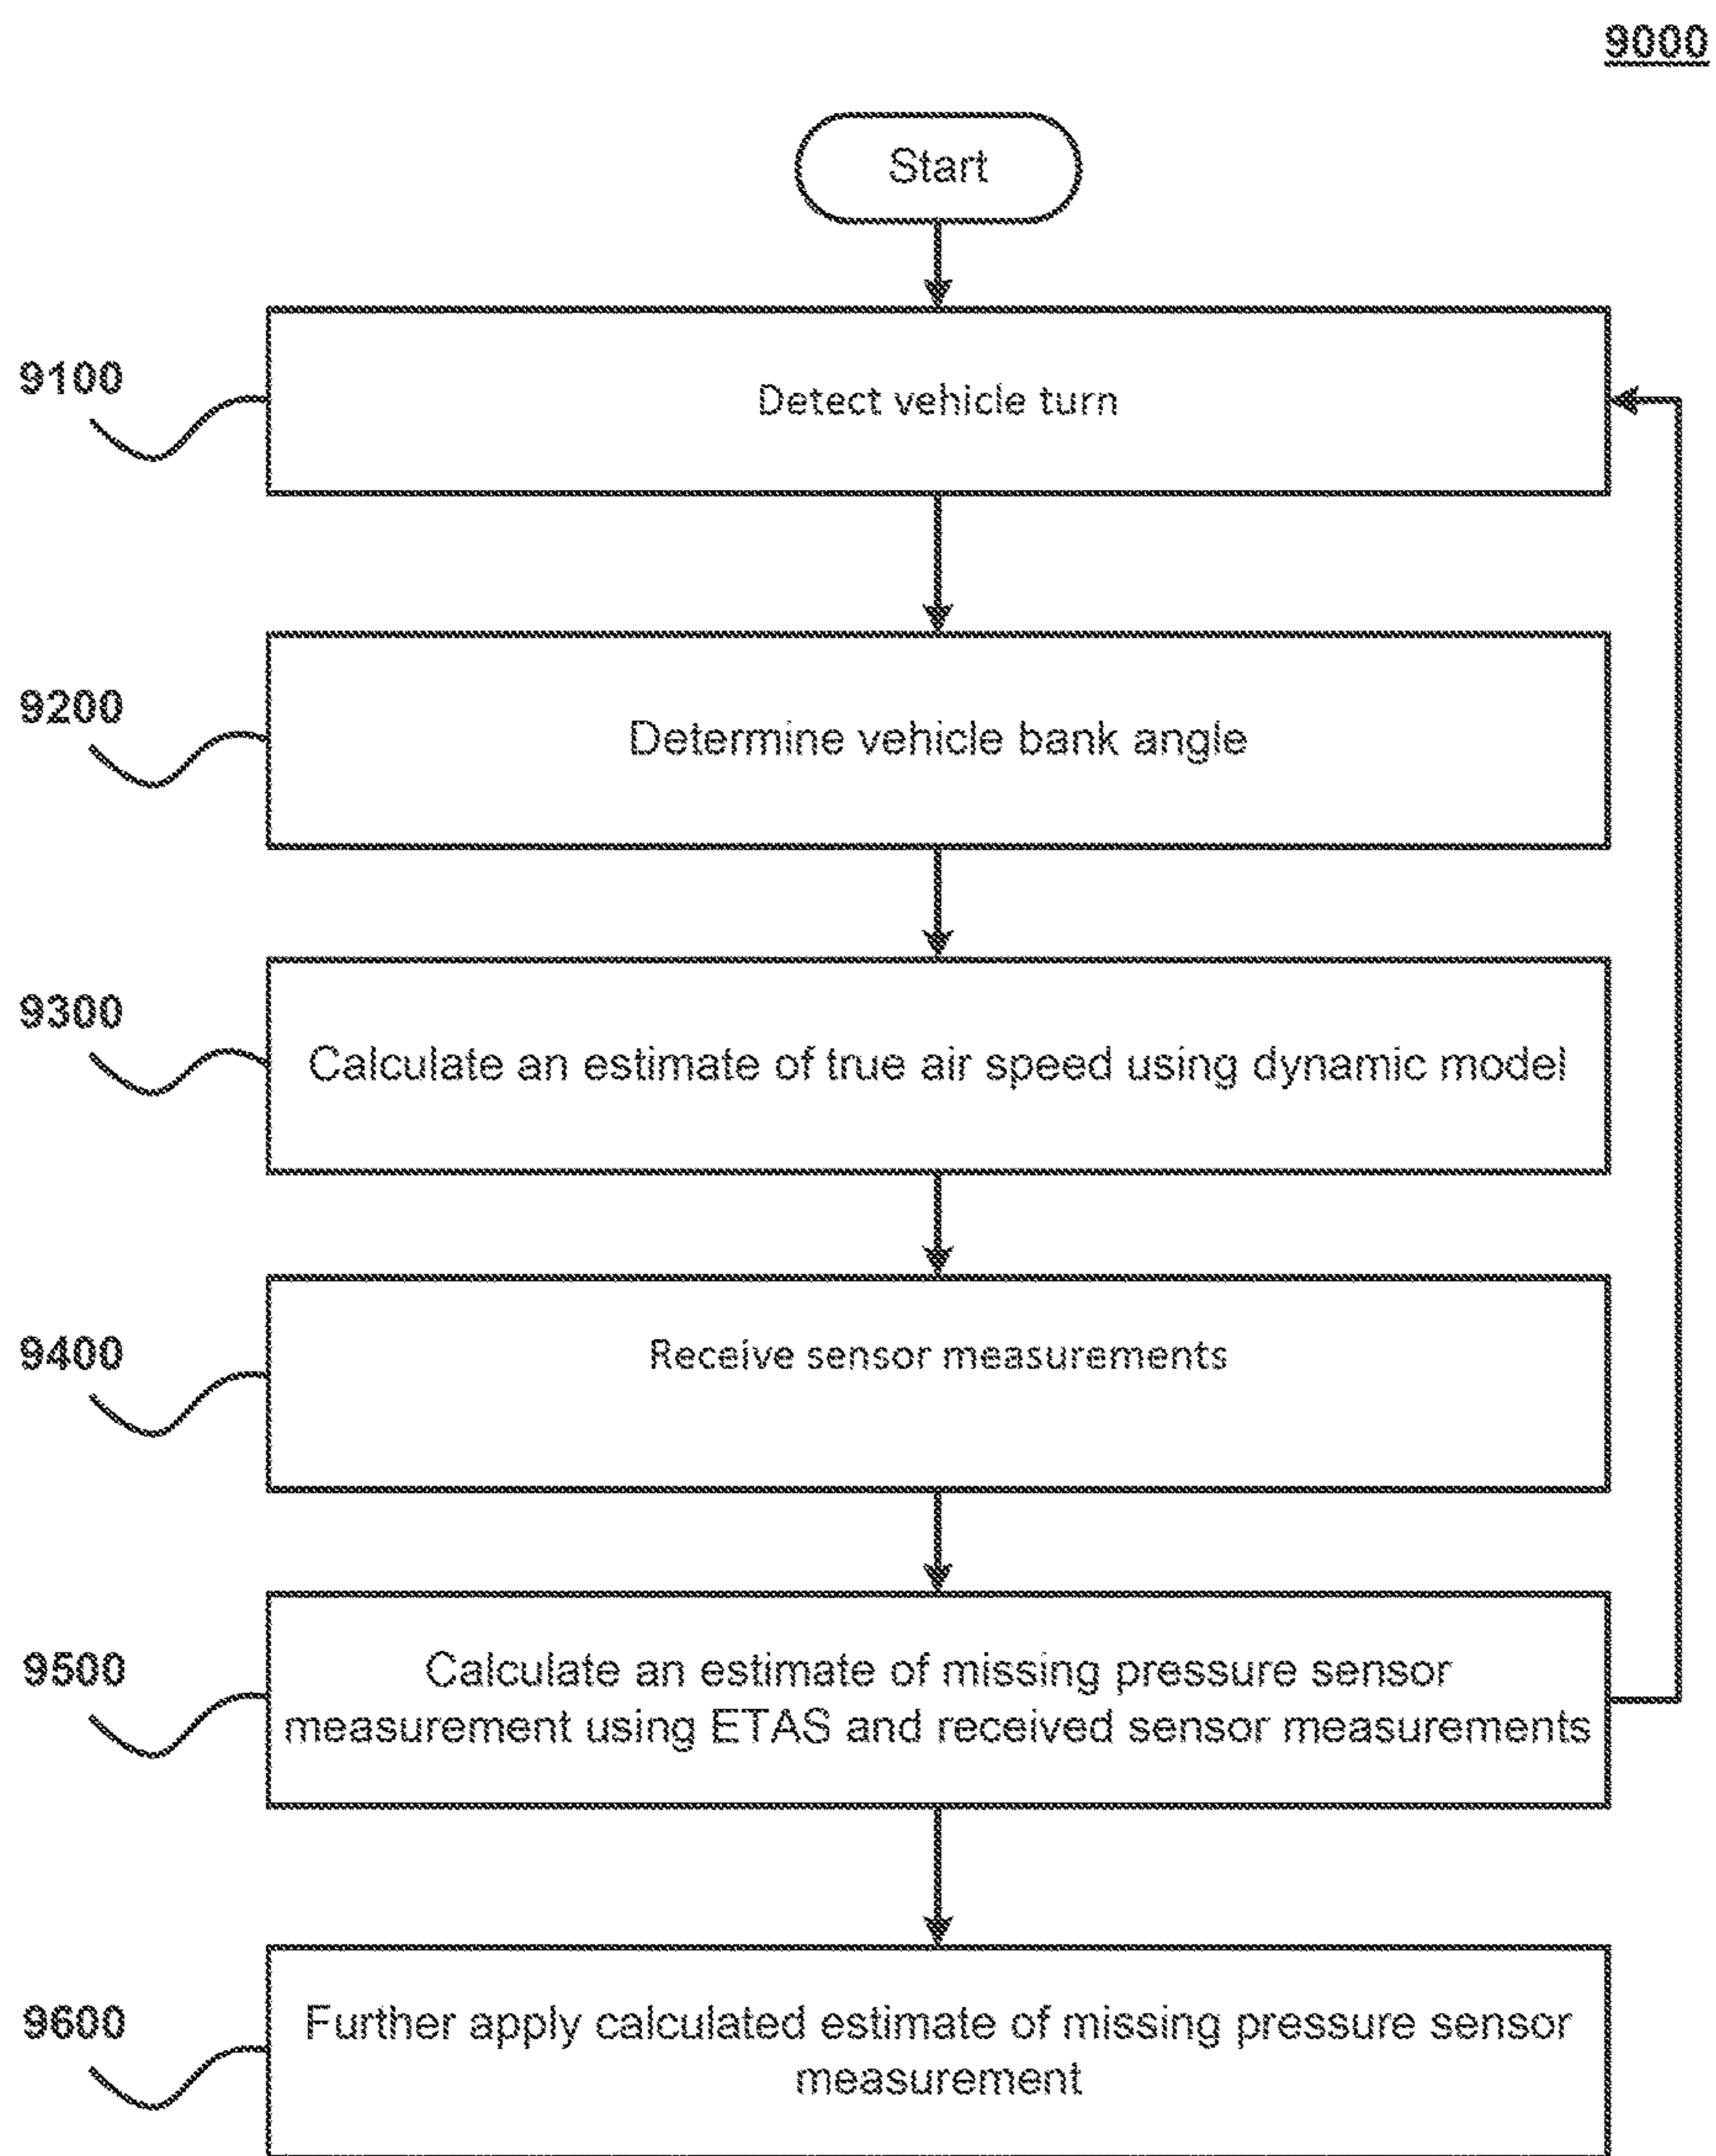 9000
Start
9100
Detect vehicle turn
9200
Determine vehicle bank angle
9300
Calculate an estimate of true air speed using dynamic model
9400
Receive sensor measurements
9500
Calculate an estimate of missing pressure sensor
measurement using ETAS and received sensor measurements
9600
Further apply calculated estimate of missing pressure sensor
measurement